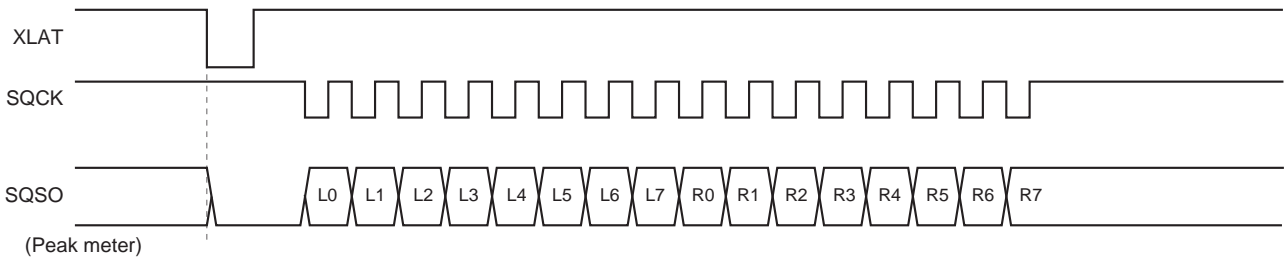 XLAT
SQCK
SQSO
L0 L1 L2 L3 L4 L5 L6 L7 R0 R1 R2 R3 R4 R5 R6 R7
(Peak meter)